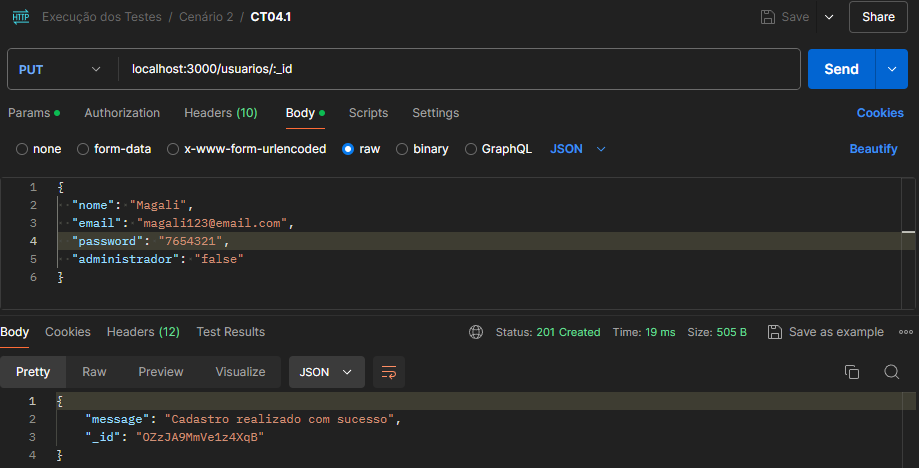 HTTP Execução dos Testes / Cenário 2 / CT04.1 Save Share
PUT localhost:3000/usuarios/:_id Send
Params Authorization Headers (10) Body Scripts Settings Cookies
none form-data x-www-form-urlencoded raw binary GraphQL JSON Beautify
1 {
2 "nome": "Magali",
3 "email": "magali123@email.com",
4 "password": "7654321",
5 "administrador": "false"
6 }
Body Cookies Headers (12) Test Results Status: 201 Created Time: 19 ms Size: 505 B Save as example
Pretty Raw Preview Visualize JSON
1 {
2 "message": "Cadastro realizado com sucesso",
3 "_id": "OZzJA9MmVe1z4XqB"
4 }